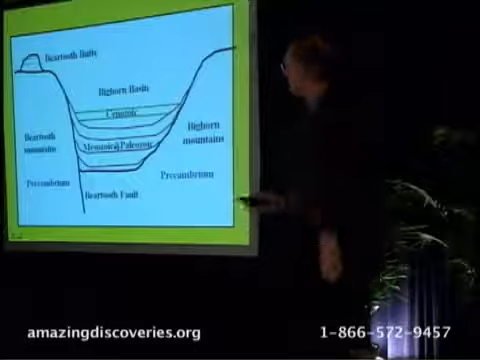 Beartooth Butte
Bighorn Basin
Cenozoic
Bighorn
mountains
Beartooth
mountains
Mesozoic&Paleozoic
Precambrium
Precambrium
Beartooth Fault
amazingdiscoveries.org
1-866-572-9457